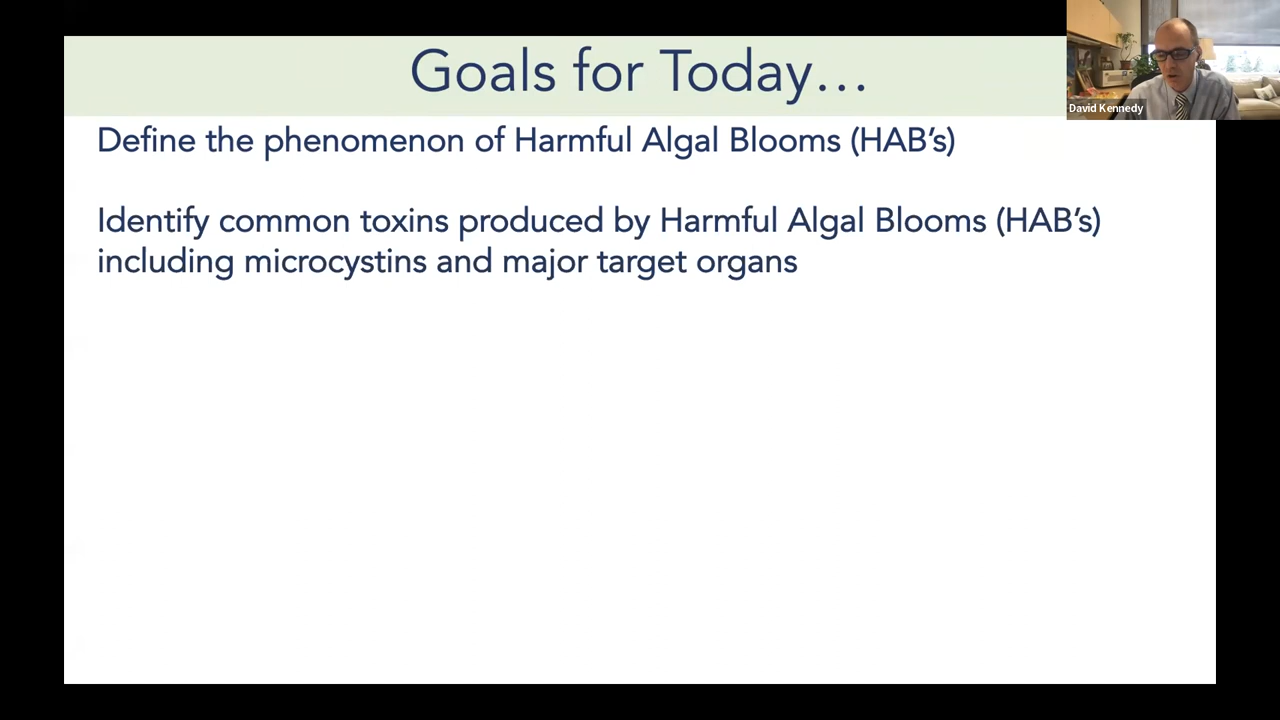 Goals for Today…
David Kennedy
Define the phenomenon of Harmful Algal Blooms (HAB’s)
Identify common toxins produced by Harmful Algal Blooms (HAB’s)
including microcystins and major target organs